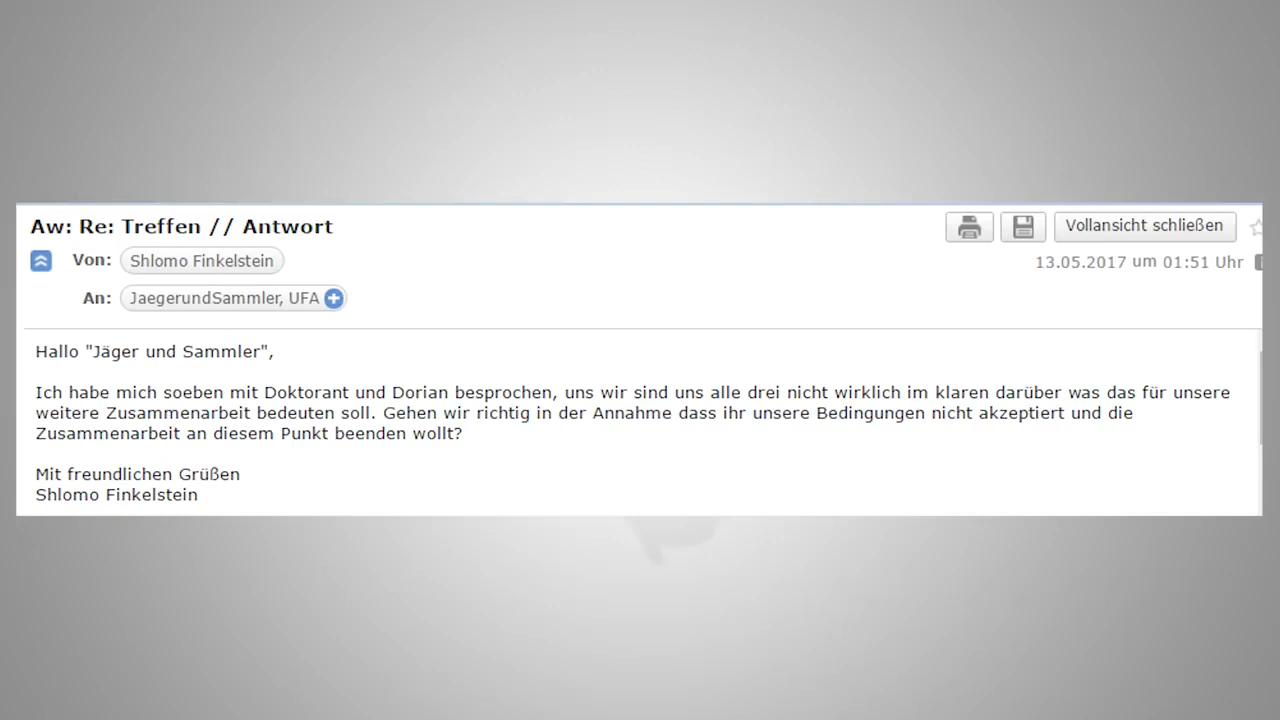 Aw: Re: Treffen // Antwort
Vollansicht schließen
Von: Shlomo Finkelstein
13.05.2017 um 01:51 Uhr
An: JaegerundSammler, UFA
Hallo "Jäger und Sammler",
Ich habe mich soeben mit Doktorant und Dorian besprochen, uns wir sind uns alle drei nicht wirklich im klaren darüber was das für unsere
weitere Zusammenarbeit bedeuten soll. Gehen wir richtig in der Annahme dass ihr unsere Bedingungen nicht akzeptiert und die
Zusammenarbeit an diesem Punkt beenden wollt?
Mit freundlichen Grüßen
Shlomo Finkelstein